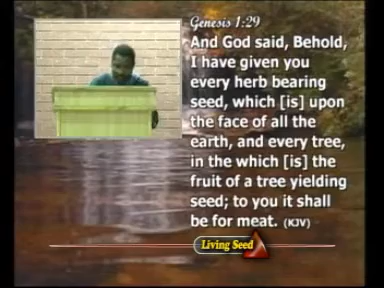 Genesis 1:29
And God said, Behold,
I have given you
every herb bearing
seed, which [is] upon
the face of all the
earth, and every tree,
in the which [is] the
fruit of a tree yielding
seed; to you it shall
be for meat. (KJV)
Living Seed